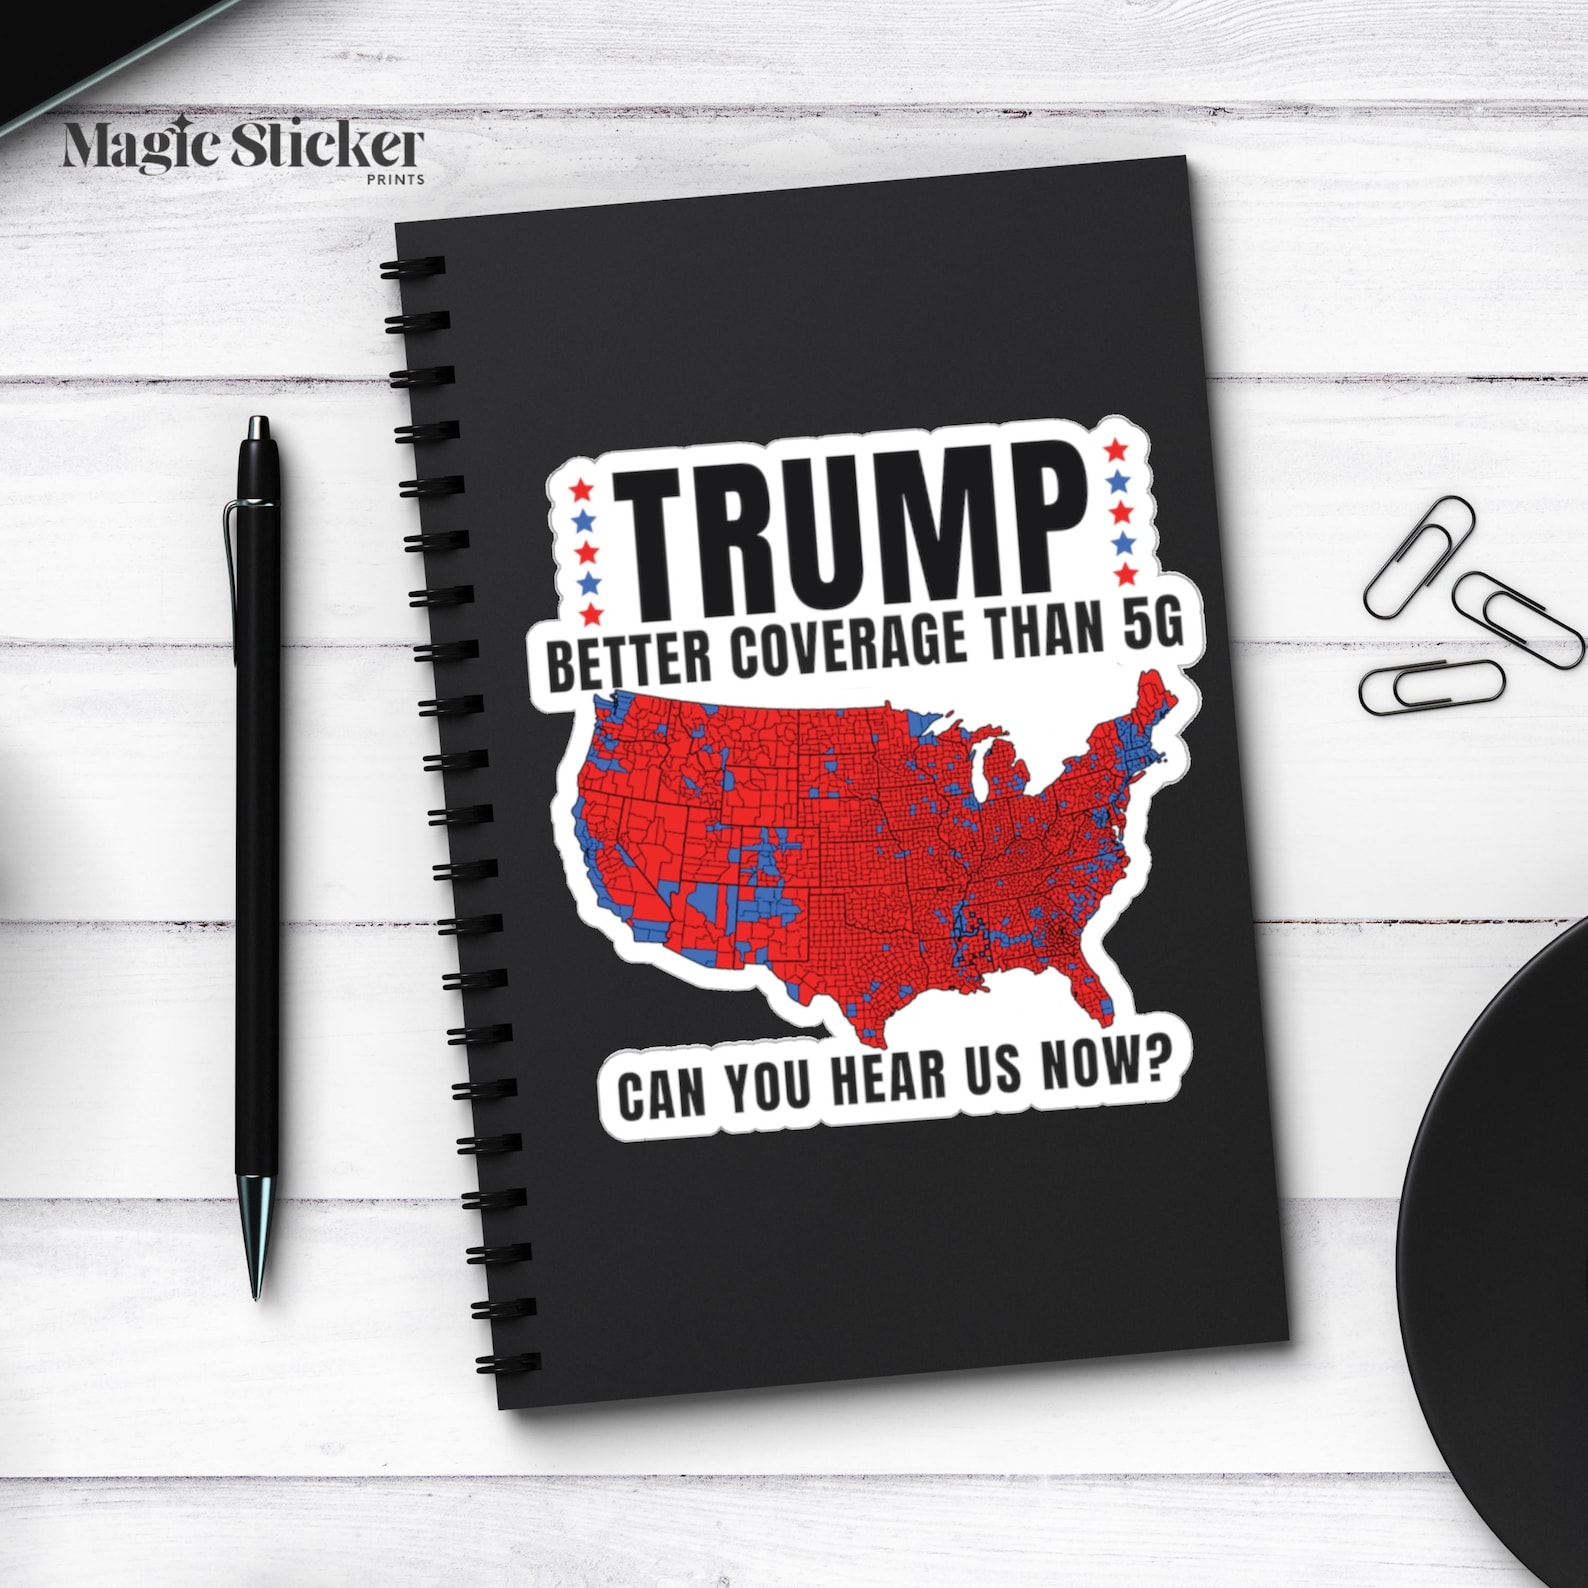 Magic Sticker
PRINTS
TRUMP
BETTER COVERAGE THAN 5G
CAN YOU HEAR US NOW?